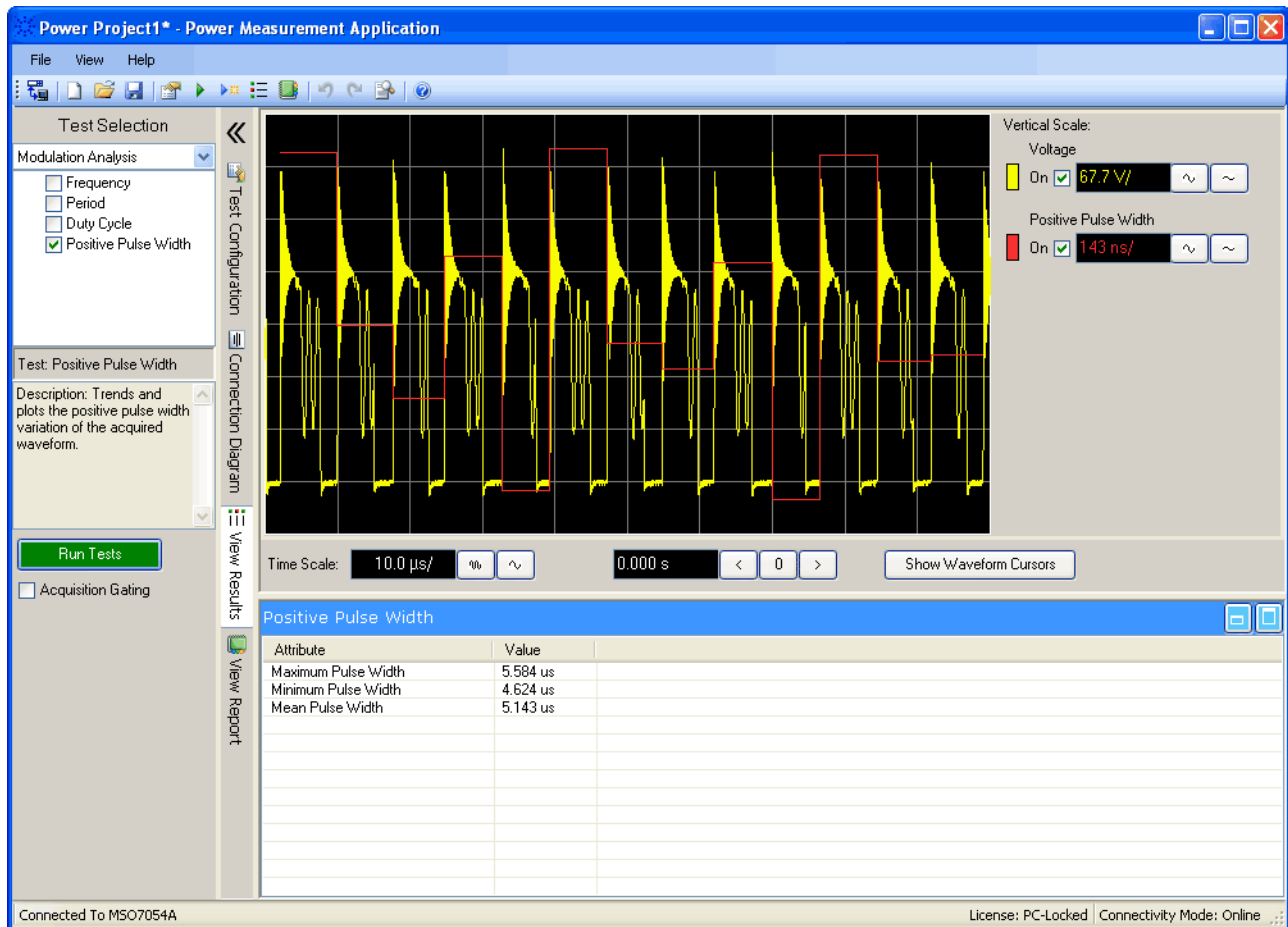 Power Project1* - Power Measurement Application
File View Help
Test Selection
Modulation Analysis
Frequency
Period
Duty Cycle
Positive Pulse Width
Test: Positive Pulse Width
Description: Trends and
plots the positive pulse width
variation of the acquired
waveform.
Run Tests
Acquisition Gating
Test Configuration
Connection Diagram
View Results
View Report
Vertical Scale:
Voltage
On 67.7 V/
Positive Pulse Width
On 143 ns/
Time Scale: 10.0 µs/ 0.000 s < 0 > Show Waveform Cursors
Positive Pulse Width
Attribute Value
Maximum Pulse Width 5.584 us
Minimum Pulse Width 4.624 us
Mean Pulse Width 5.143 us
Connected To MSO7054A License: PC-Locked Connectivity Mode: Online